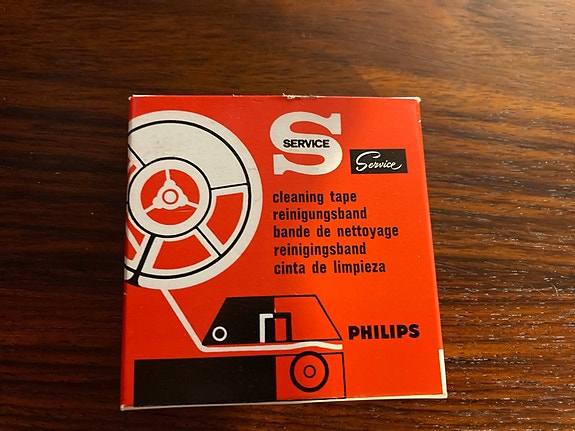 S
SERVICE
Service
cleaning tape
reinigungsband
bande de nettoyage
reinigingsband
cinta de limpieza
PHILIPS